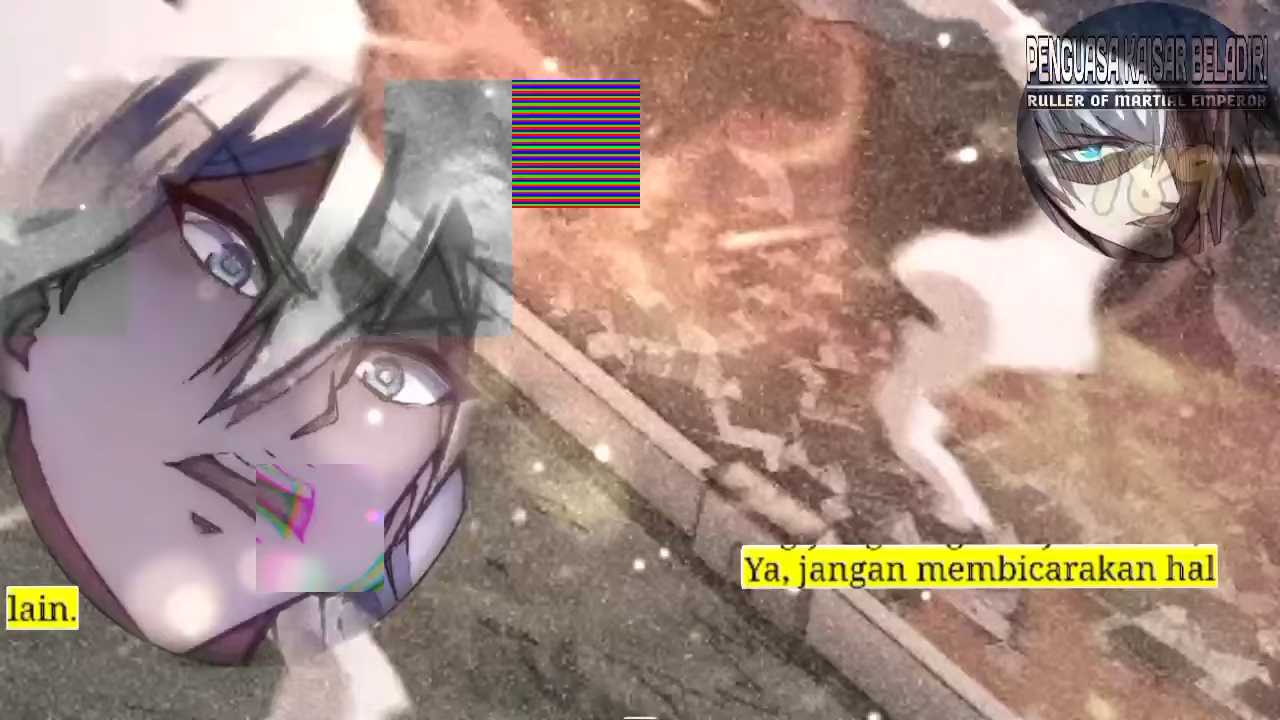 PENGUASA KAISAR BELADIRI
RULLER OF MARTIAL EMPEROR
Ya, jangan membicarakan hal
lain.